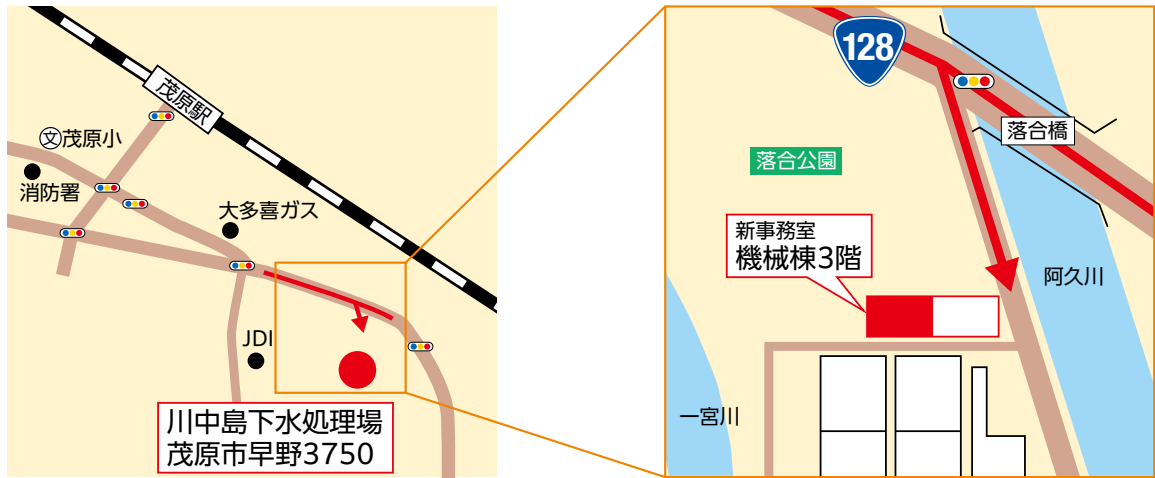 茂原駅
文茂原小
消防署
大多喜ガス
JDI
川中島下水処理場
茂原市早野3750
128
落合橋
落合公園
新事務室
機械棟3階
阿久川
一宮川